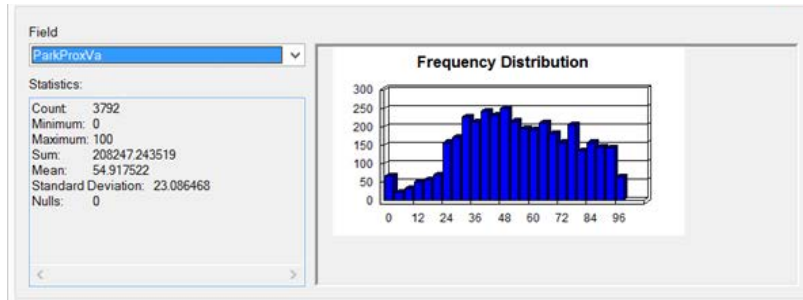 Field
ParkProxVa
Statistics:
Count: 3792
Minimum: 0
Maximum: 100
Sum: 208247.243519
Mean: 54.917522
Standard Deviation: 23.086468
Nulls: 0
Frequency Distribution
300
250
200
150
100
50
0
0 12 24 36 48 60 72 84 96